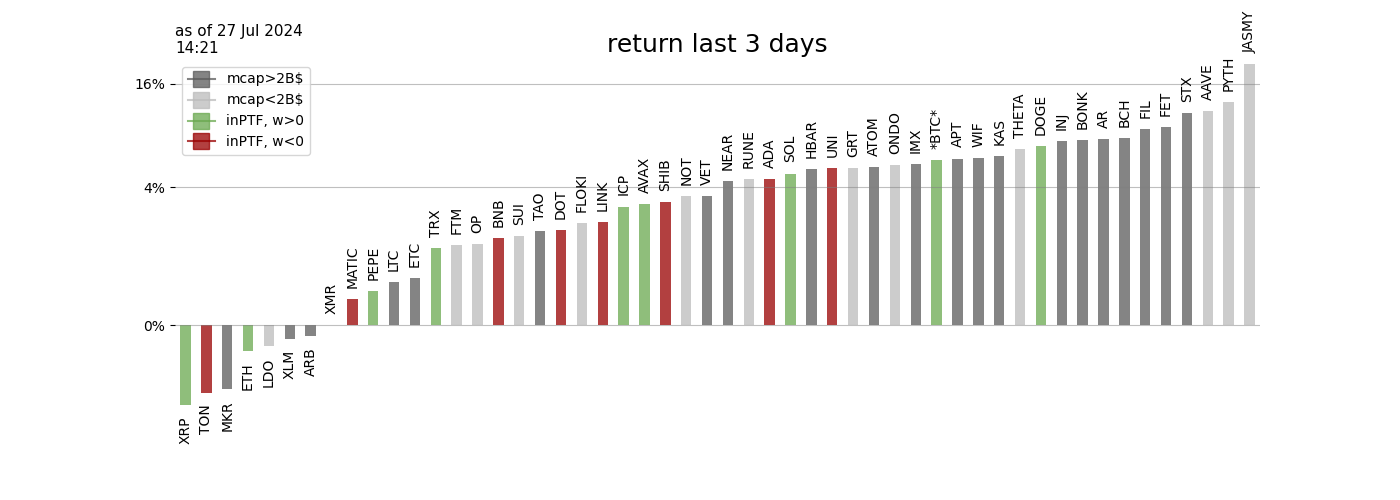 as of 27 Jul 2024
14:21
return last 3 days
mcap>2B$
mcap<2B$
inPTF, w>0
inPTF, w<0
16%
4%
0%
XRP
TON
MKR
ETH
LDO
XLM
ARB
XMR
MATIC
PEPE
LTC
ETC
TRX
FTM
OP
BNB
SUI
TAO
DOT
FLOKI
LINK
ICP
AVAX
SHIB
NOT
VET
NEAR
RUNE
ADA
SOL
HBAR
UNI
GRT
ATOM
ONDO
IMX
*BTC*
APT
WIF
KAS
THETA
DOGE
INJ
BONK
AR
BCH
FIL
FET
STX
AAVE
PYTH
JASMY